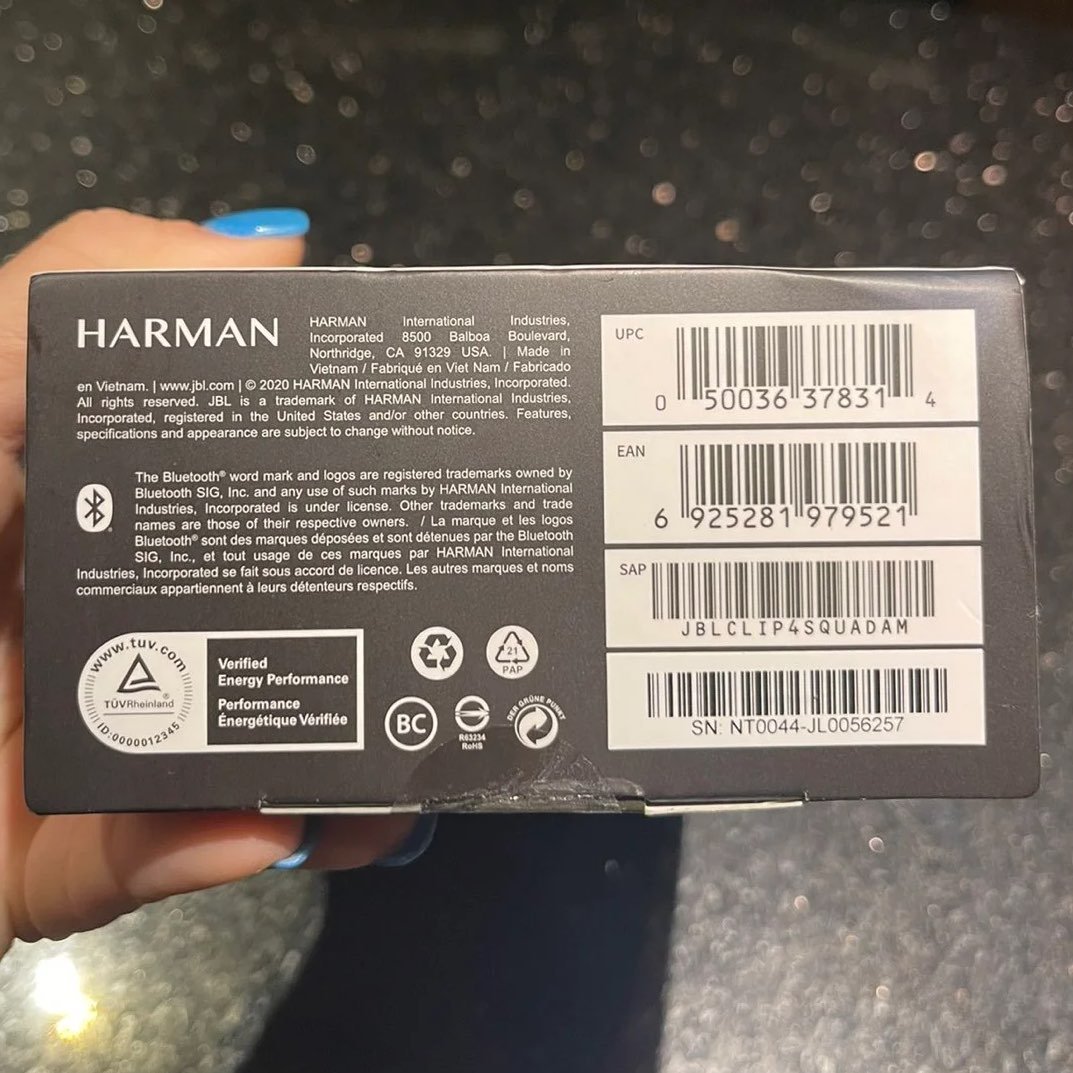 HARMAN
HARMAN International Industries,
Incorporated 8500 Balboa Boulevard,
Northridge, CA 91329 USA. | Made in
Vietnam / Fabriqué en Viet Nam / Fabricado
en Vietnam. | www.jbl.com | © 2020 HARMAN International Industries, Incorporated.
All rights reserved. JBL is a trademark of HARMAN International Industries,
Incorporated, registered in the United States and/or other countries. Features,
specifications and appearance are subject to change without notice.
The Bluetooth® word mark and logos are registered trademarks owned by
Bluetooth SIG, Inc. and any use of such marks by HARMAN International
Industries, Incorporated is under license. Other trademarks and trade
names are those of their respective owners. / La marque et les logos
Bluetooth® sont des marques déposées et sont détenues par the Bluetooth
SIG, Inc., et tout usage de ces marques par HARMAN International
Industries, Incorporated se fait sous accord de licence. Les autres marques et noms
commerciaux appartiennent à leurs détenteurs respectifs.
www.tuv.com
TÜVRheinland®
ID:0000012345
Verified
Energy Performance
Performance
Énergétique Vérifiée
21
PAP
BC
R63234
RoHS
DER GRÜNE PUNKT
UPC
0 50036 37831 4
EAN
6 925281 979521
SAP
JBLCLIP4SQUADAM
SN: NT0044-JL0056257